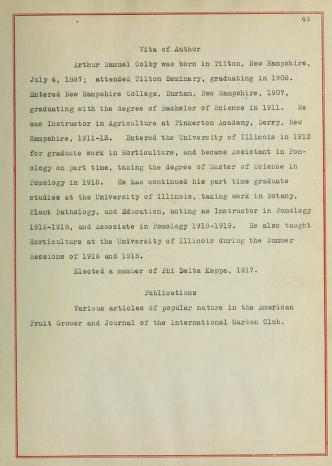 49
Vita of Author
Arthur Samuel Colby was born in Tilton, New Hampshire,
July 4, 1887; attended Tilton Seminary, graduating in 1906.
Entered New Hampshire College, Durham, New Hampshire, 1907,
graduating with the degree of Bachelor of Science in 1911. He
was Instructor in Agriculture at Pinkerton Academy, Derry, New
Hampshire, 1911-13. Entered the University of Illinois in 1913
for graduate work in Horticulture, and became Assistant in Pom-
ology on part time, taking the degree of Master of Science in
Pomology in 1915. He has continued his part time graduate
studies at the University of Illinois, taking work in Botany,
Plant Pathology, and Education, acting as Instructor in Pomology
1915-1918, and Associate in Pomology 1918-1919. He also taught
Horticulture at the University of Illinois during the Summer
Sessions of 1916 and 1918.
Elected a member of Phi Delta Kappa, 1917.
Publications
Various articles of popular nature in the American
Fruit Grower and Journal of the International Garden Club.